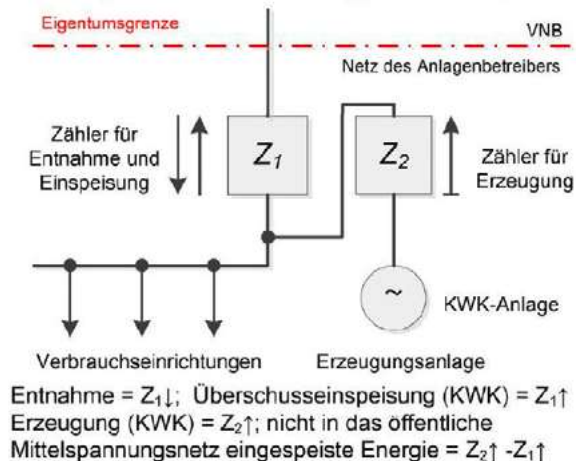 Eigentumsgrenze
VNB
Netz des Anlagenbetreibers
Zähler für
Entnahme und
Einspeisung
Z1
Z2
Zähler für
Erzeugung
~
KWK-Anlage
Verbrauchseinrichtungen
Erzeugungsanlage
Entnahme = Z1↓; Überschusseinspeisung (KWK) = Z1↑
Erzeugung (KWK) = Z2↑; nicht in das öffentliche
Mittelspannungsnetz eingespeiste Energie = Z2↑ -Z1↑